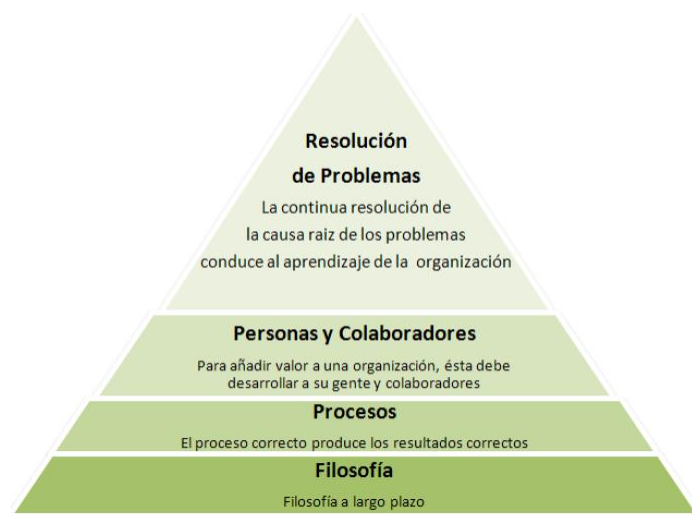 Resolución
de Problemas
La continua resolución de
la causa raiz de los problemas
conduce al aprendizaje de la organización
Personas y Colaboradores
Para añadir valor a una organización, ésta debe
desarrollar a su gente y colaboradores
Procesos
El proceso correcto produce los resultados correctos
Filosofía
Filosofía a largo plazo